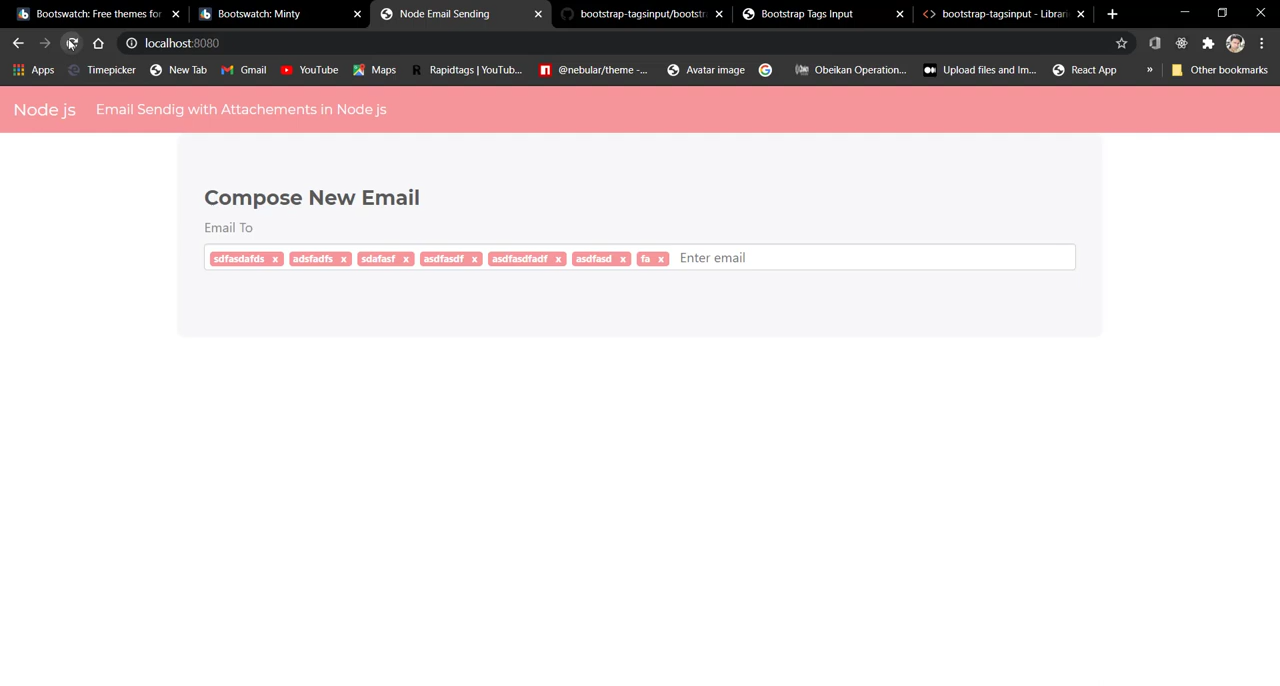 Bootswatch: Free themes for
Bootswatch: Minty
Node Email Sending
bootstrap-tagsinput/bootstr
Bootstrap Tags Input
bootstrap-tagsinput - Librari
localhost:8080
Apps
Timepicker
New Tab
Gmail
YouTube
Maps
Rapidtags | YouTub...
@nebular/theme -...
Avatar image
Obeikan Operation...
Upload files and Im...
React App
»
Other bookmarks
Node js
Email Sendig with Attachements in Node js
Compose New Email
Email To
sdfasdafds x adsfadfs x sdafasf x asdfasdf x asdfasdfadf x asdfasd x fa x Enter email